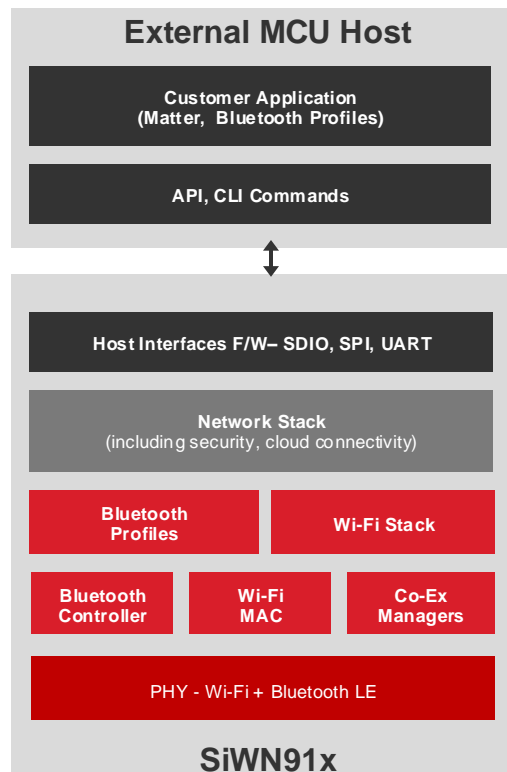 External MCU Host
Customer Application
(Matter, Bluetooth Profiles)
API, CLI Commands
Host Interfaces F/W– SDIO, SPI, UART
Network Stack
(including security, cloud connectivity)
Bluetooth
Profiles
Wi-Fi Stack
Bluetooth
Controller
Wi-Fi
MAC
Co-Ex
Managers
PHY - Wi-Fi + Bluetooth LE
SiWN91x